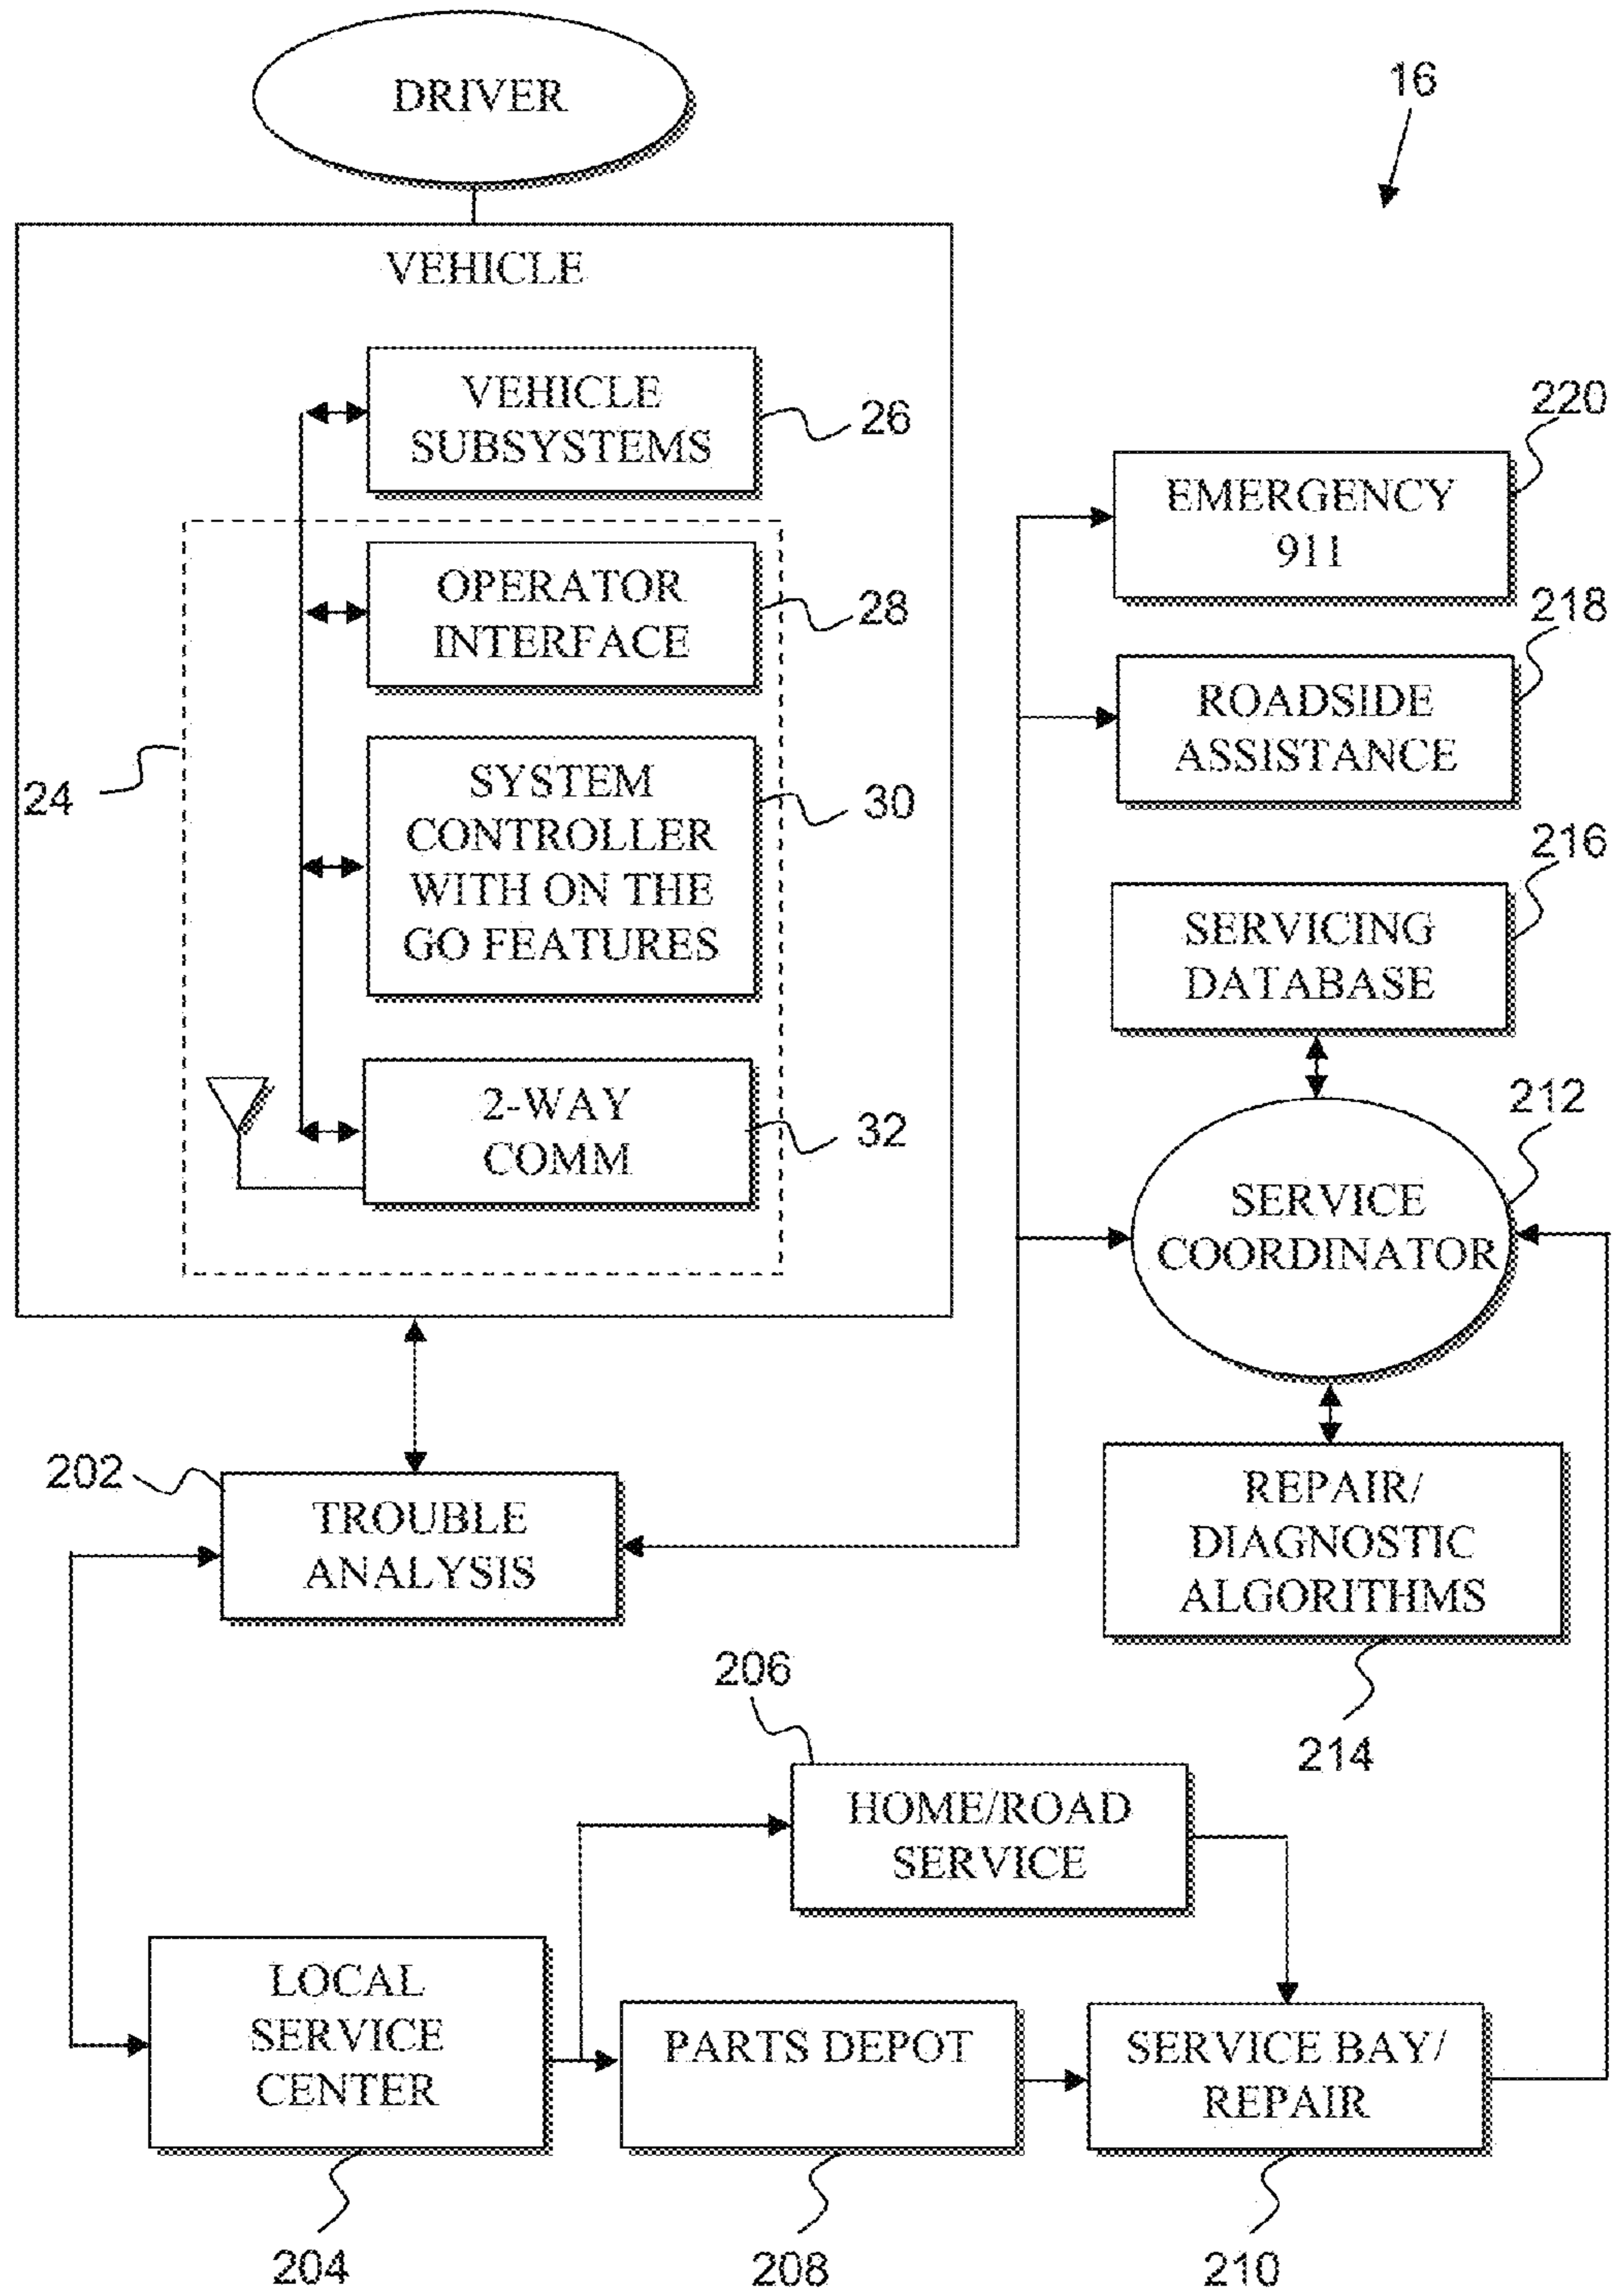 DRIVER
16
VEHICLE
VEHICLE
SUBSYSTEMS
26
OPERATOR
INTERFACE
28
24
SYSTEM
CONTROLLER
WITH ON THE
GO FEATURES
30
2-WAY
COMM
32
220
EMERGENCY
911
218
ROADSIDE
ASSISTANCE
216
SERVICING
DATABASE
212
SERVICE
COORDINATOR
202
TROUBLE
ANALYSIS
REPAIR/
DIAGNOSTIC
ALGORITHMS
214
206
HOME/ROAD
SERVICE
LOCAL
SERVICE
CENTER
204
PARTS DEPOT
208
SERVICE BAY/
REPAIR
210